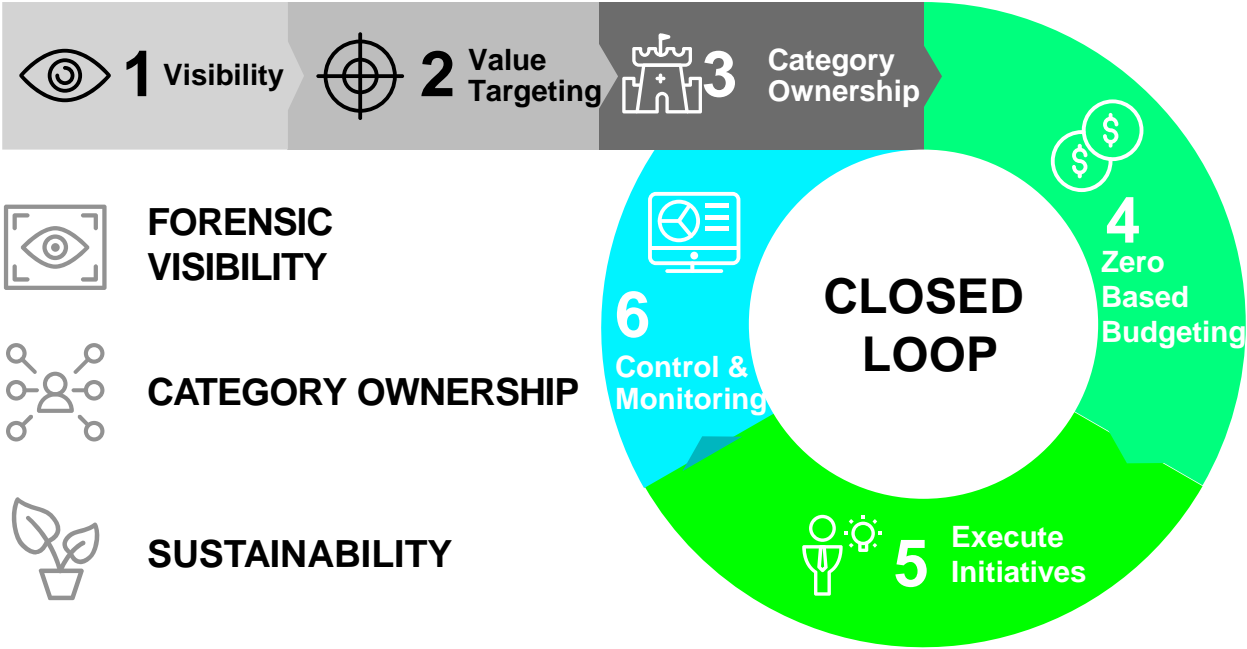 1 Visibility
2 Value
Targeting
3 Category
Ownership
$
$
4
Zero
Based
Budgeting
FORENSIC
VISIBILITY
CLOSED
LOOP
6
Control &
Monitoring
CATEGORY OWNERSHIP
5 Execute
Initiatives
SUSTAINABILITY